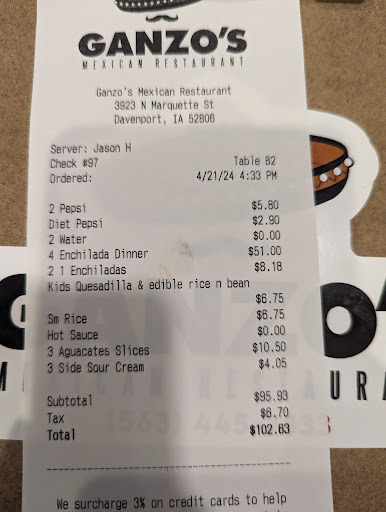 GANZO'S
MEXICAN RESTAURANT
Ganzo's Mexican Restaurant
3923 N Marquette St
Davenport, IA 52806
Server: Jason H
Check #97 Table 82
Ordered: 4/21/24 4:33 PM
2 Pepsi $5.80
Diet Pepsi $2.90
2 Water $0.00
4 Enchilada Dinner $51.00
2 1 Enchiladas $8.18
Kids Quesadilla & edible rice n bean
$6.75
Sm Rice $6.75
Hot Sauce $0.00
3 Aguacates Slices $10.50
3 Side Sour Cream $4.05
Subtotal $95.93
Tax $6.70
Total $102.63
We surcharge 3% on credit cards to help